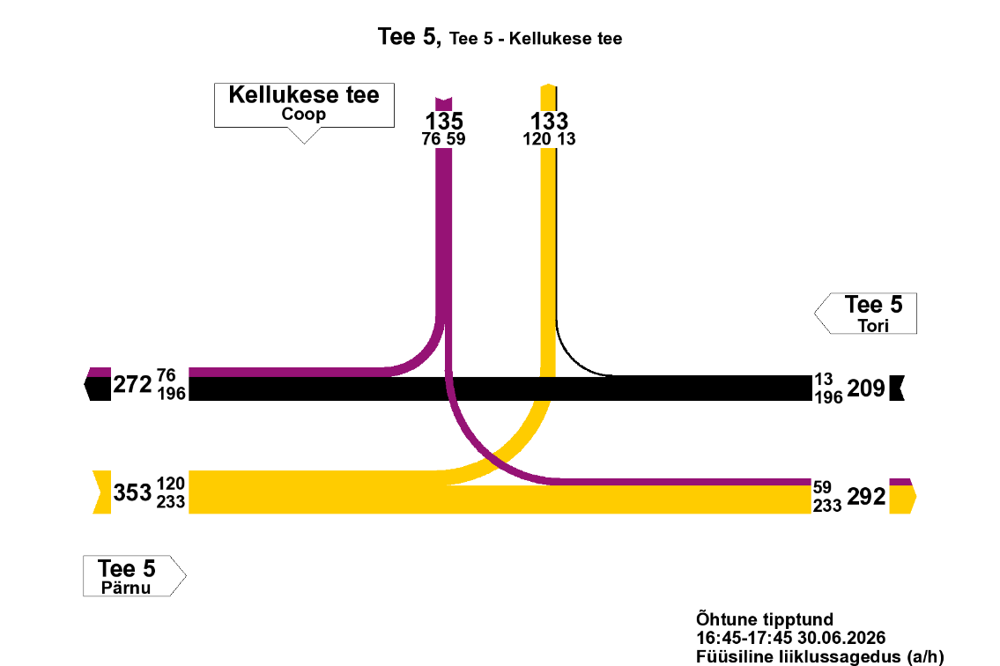 Tee 5, Tee 5 - Kellukese tee
Kellukese tee
Coop
135
76 59
133
120 13
Tee 5
Tori
272 76
196
13
196 209
353 120
233
59
233 292
Tee 5
Pärnu
Õhtune tipptund
16:45-17:45 30.06.2026
Füüsiline liiklussagedus (a/h)